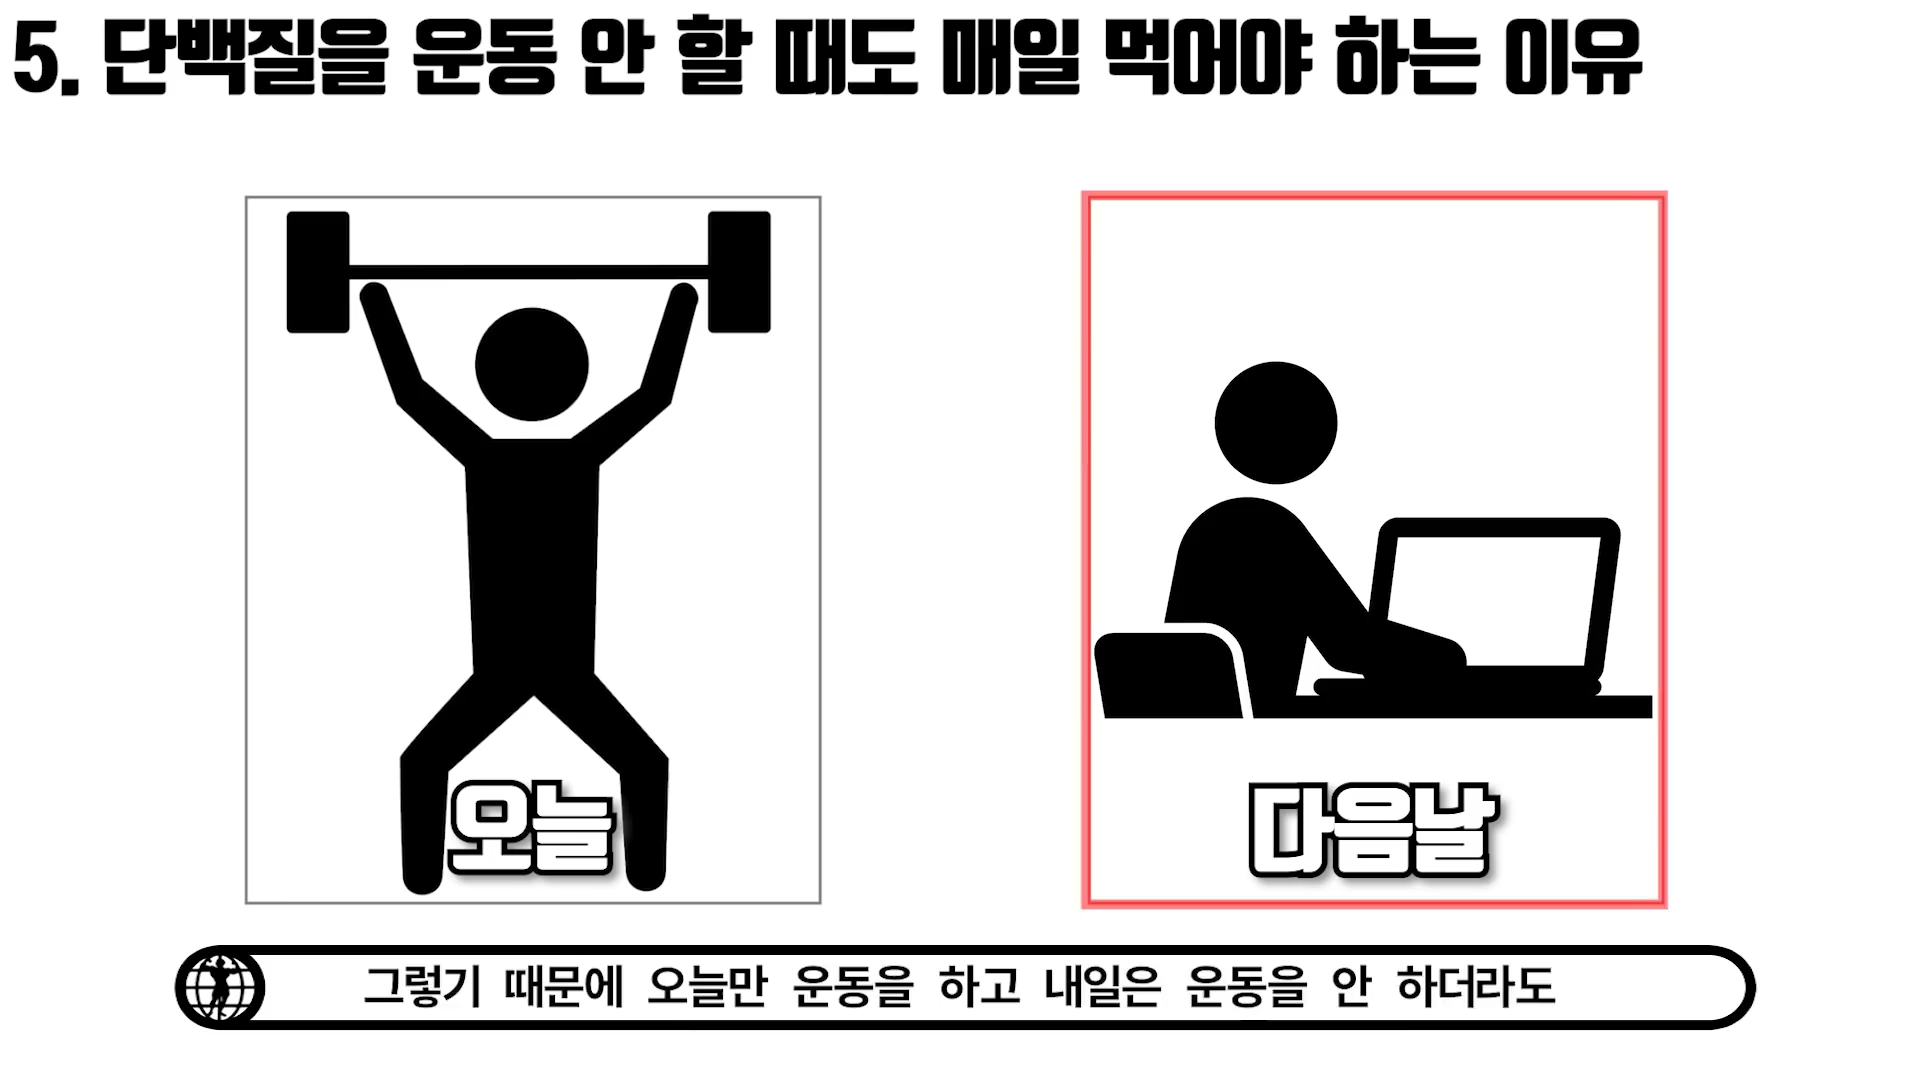 5. 단백질을 운동 안 할 때도 매일 먹어야 하는 이유
오늘
다음날
그렇기 때문에 오늘만 운동을 하고 내일은 운동을 안 하더라도